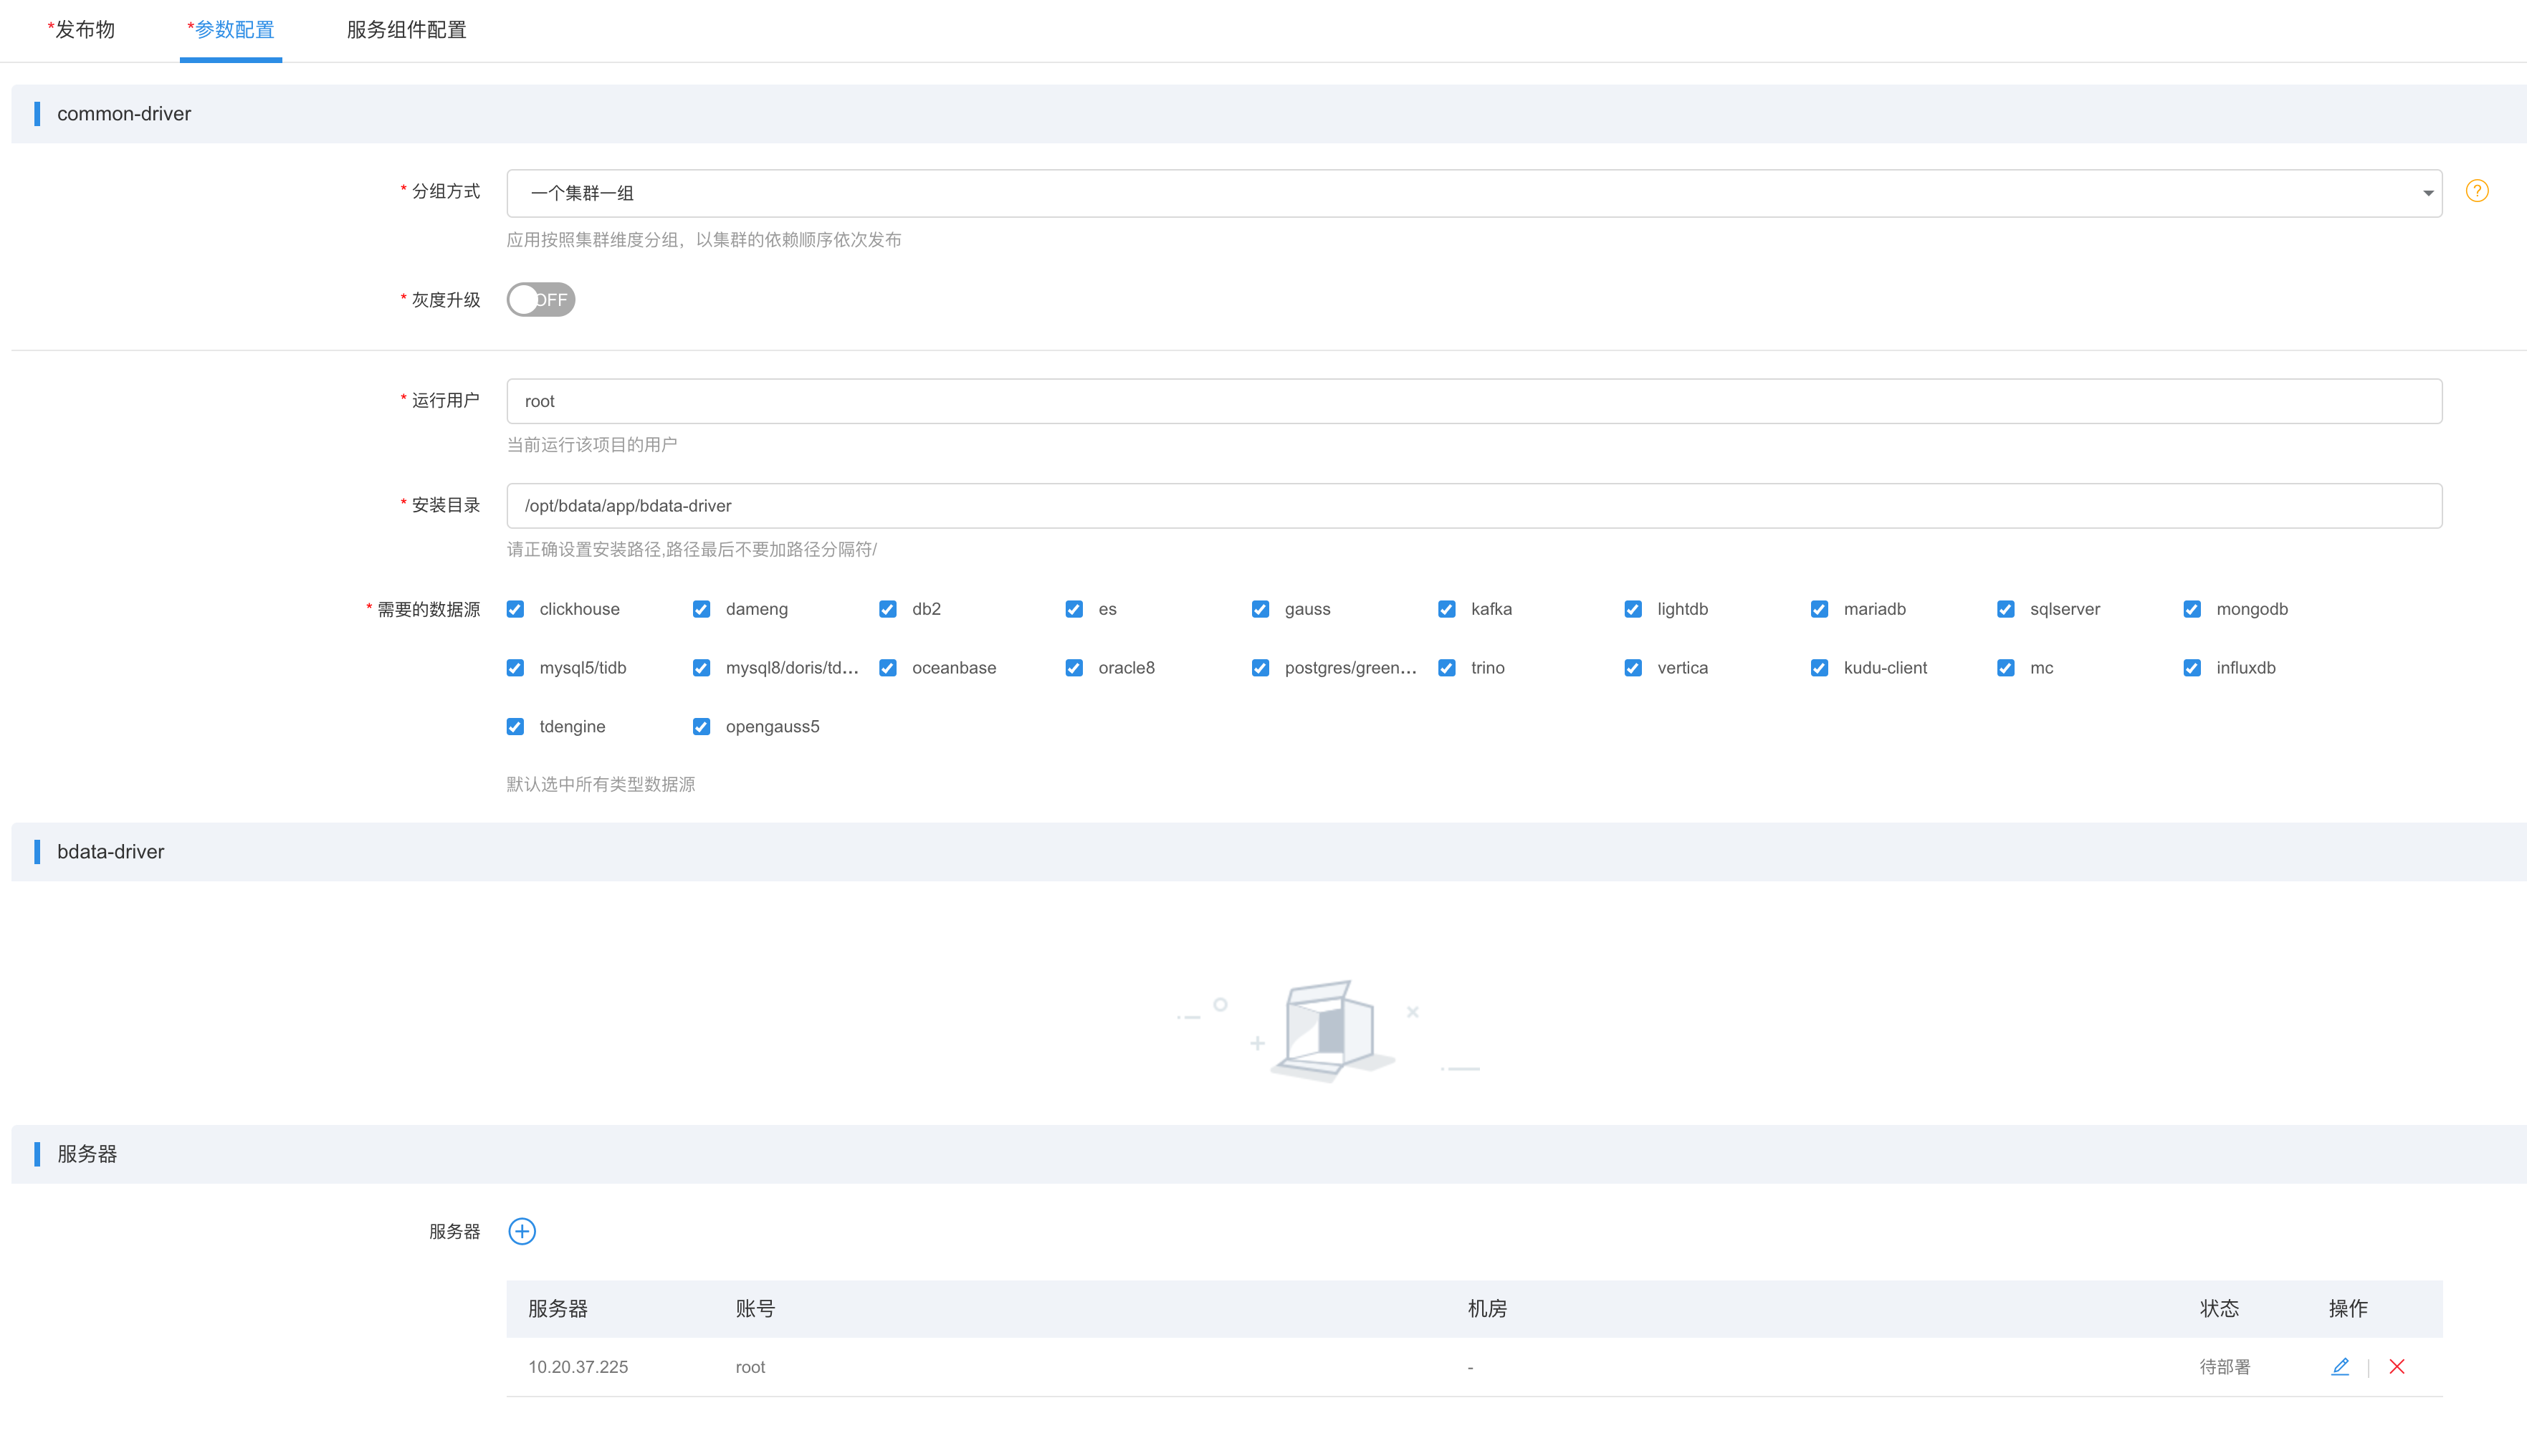 *发布物 *参数配置 服务组件配置
common-driver
* 分组方式 一个集群一组 ?
应用按照集群维度分组，以集群的依赖顺序依次发布
* 灰度升级 OFF
* 运行用户 root
当前运行该项目的用户
* 安装目录 /opt/bdata/app/bdata-driver
请正确设置安装路径,路径最后不要加路径分隔符/
* 需要的数据源 clickhouse dameng db2 es gauss kafka lightdb mariadb sqlserver mongodb
mysql5/tidb mysql8/doris/td... oceanbase oracle8 postgres/green... trino vertica kudu-client mc influxdb
tdengine opengauss5
默认选中所有类型数据源
bdata-driver
服务器
服务器
服务器 账号 机房 状态 操作
10.20.37.225 root - 待部署